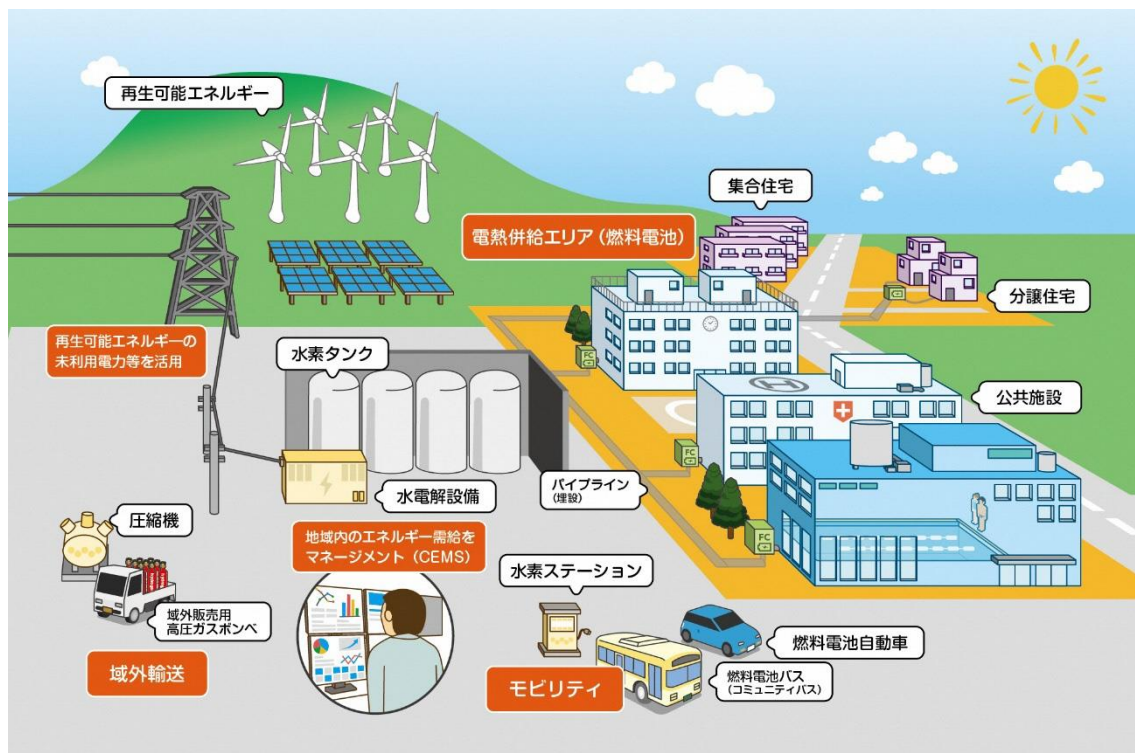 再生可能エネルギー
集合住宅
電熱併給エリア（燃料電池）
分譲住宅
再生可能エネルギーの
未利用電力等を活用
水素タンク
FC
公共施設
FC
パイプライン
（埋設）
水電解設備
圧縮機
地域内のエネルギー需給を
マネージメント（CEMS）
FC
水素ステーション
域外販売用
高圧ガスボンベ
燃料電池自動車
域外輸送
モビリティ
燃料電池バス
（コミュニティバス）